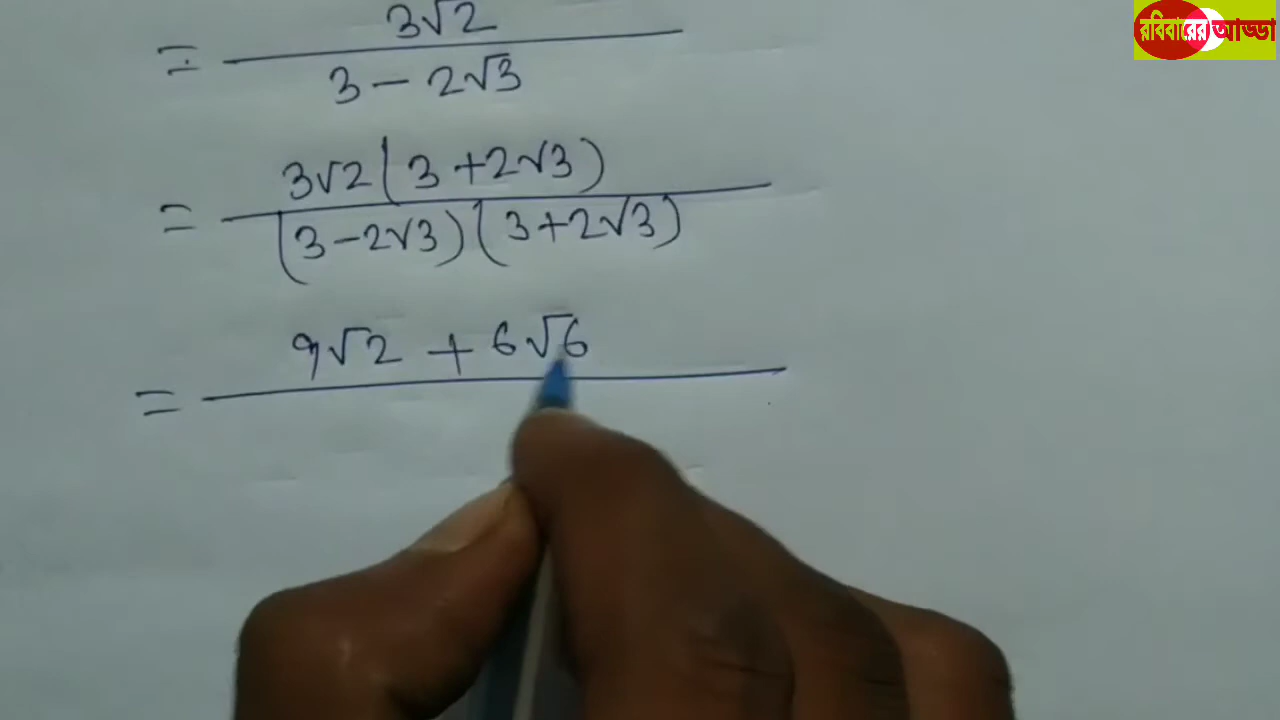 রবিবারের আড্ডা
= 3√2
3 - 2√3
= 3√2 (3 + 2√3)
(3 - 2√3) (3 + 2√3)
= 9√2 + 6√6